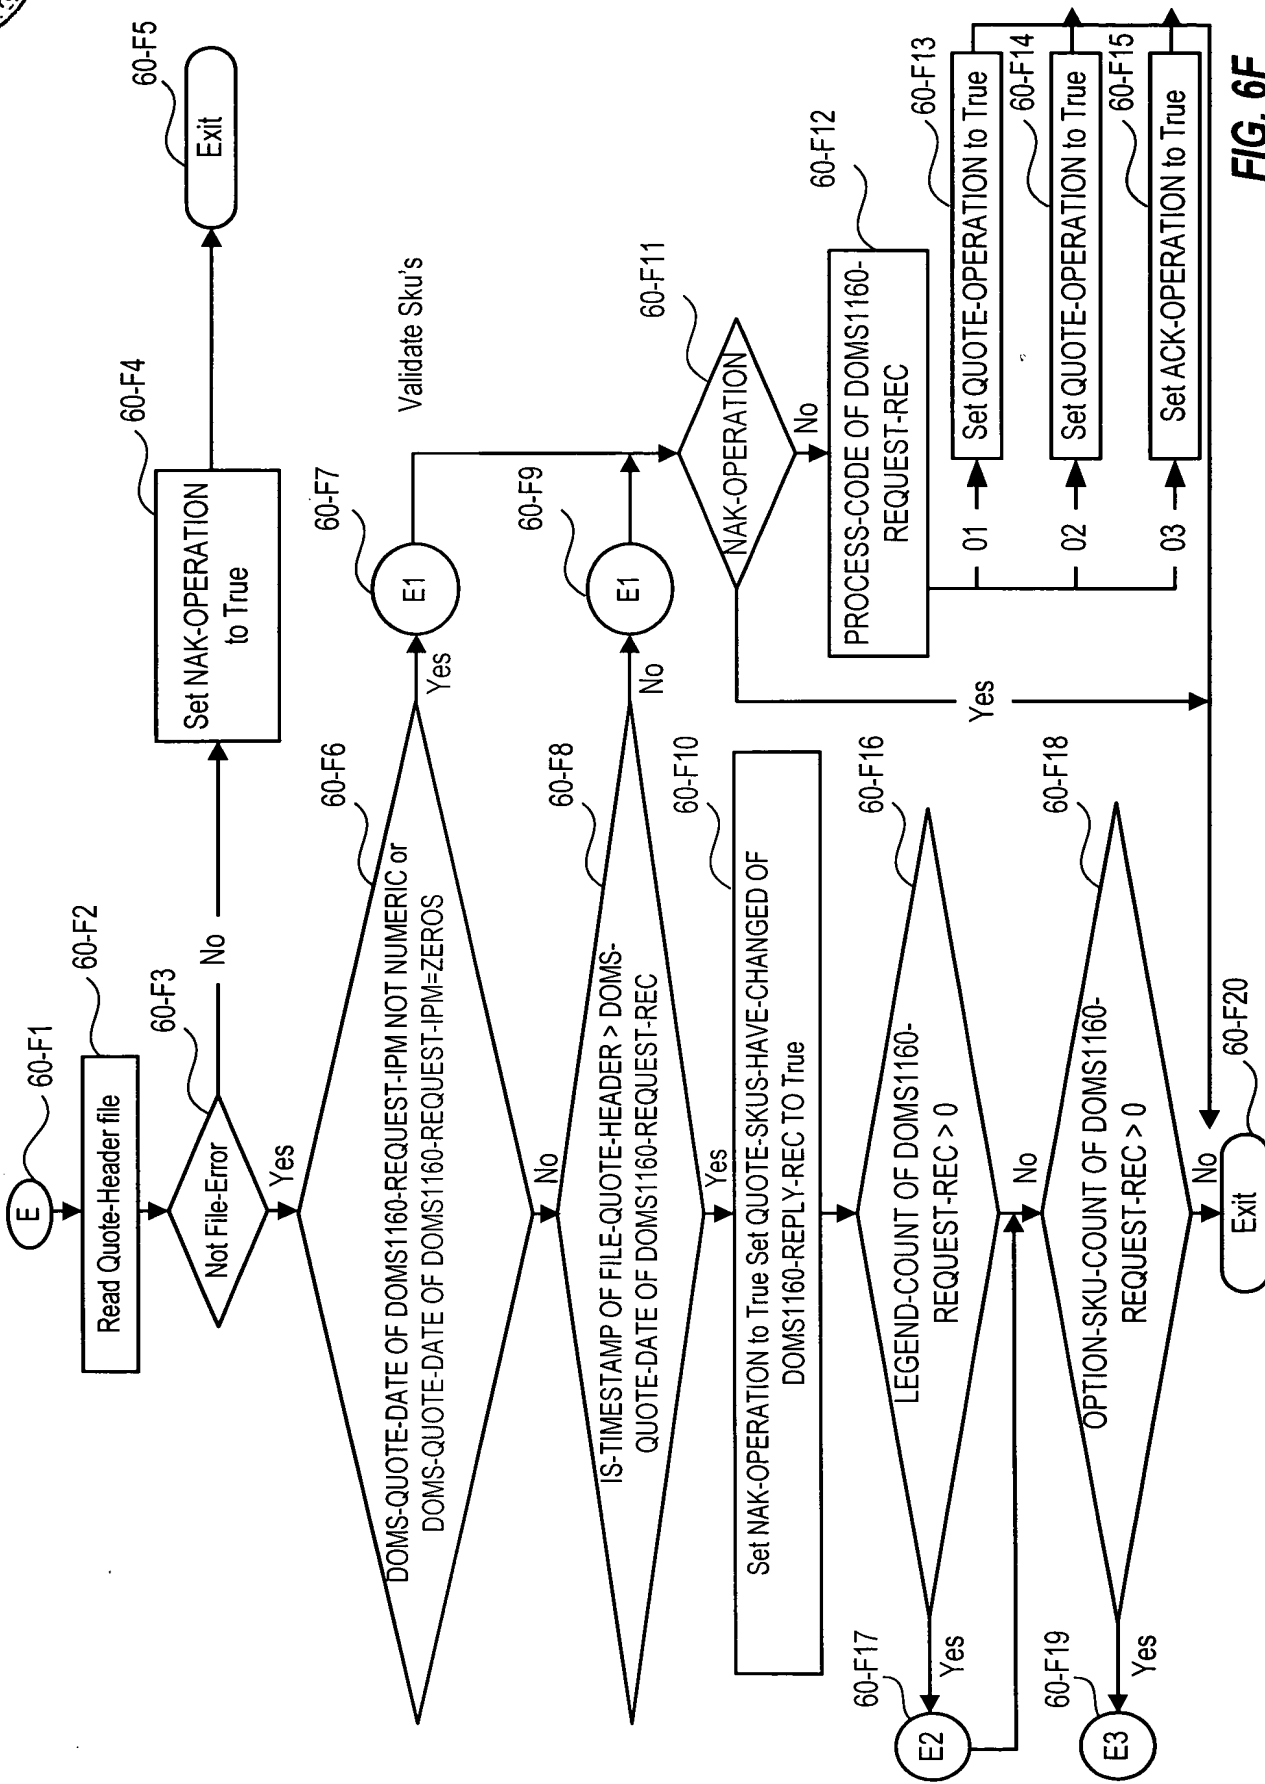 E
60-F1
Read Quote-Header file
60-F2
Not File-Error
60-F3
No
Yes
Set NAK-OPERATION
to True
60-F4
Exit
60-F5
DOMS-QUOTE-DATE OF DOMS1160-REQUEST-IPM NOT NUMERIC or
DOMS-QUOTE-DATE OF DOMS1160-REQUEST-IPM=ZEROS
60-F6
Yes
No
E1
60-F7
Validate Sku's
IS-TIMESTAMP OF FILE-QUOTE-HEADER > DOMS-
QUOTE-DATE OF DOMS1160-REQUEST-REC
60-F8
No
Yes
E1
60-F9
Set NAK-OPERATION to True Set QUOTE-SKUS-HAVE-CHANGED OF
DOMS1160-REPLY-REC TO True
60-F10
NAK-OPERATION
60-F11
No
Yes
PROCESS-CODE OF DOMS1160-
REQUEST-REC
60-F12
01
Set QUOTE-OPERATION to True
60-F13
02
Set QUOTE-OPERATION to True
60-F14
03
Set ACK-OPERATION to True
60-F15
LEGEND-COUNT OF DOMS1160-
REQUEST-REC > 0
60-F16
Yes
No
E2
60-F17
OPTION-SKU-COUNT OF DOMS1160-
REQUEST-REC > 0
60-F18
Yes
No
E3
60-F19
Exit
60-F20
FIG. 6F